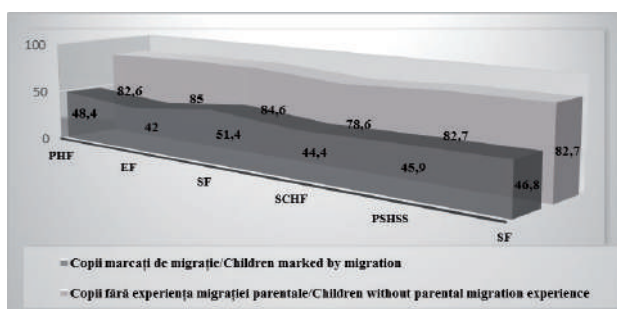 100
50
0
82,6
85
84,6
78,6
82,7
82,7
48,4
42
51,4
44,4
45,9
46,8
PHF
EF
SF
SCHF
PSHSS
SF
Copii marcați de migrație/Children marked by migration
Copii fără experiența migrației parentale/Children without parental migration experience